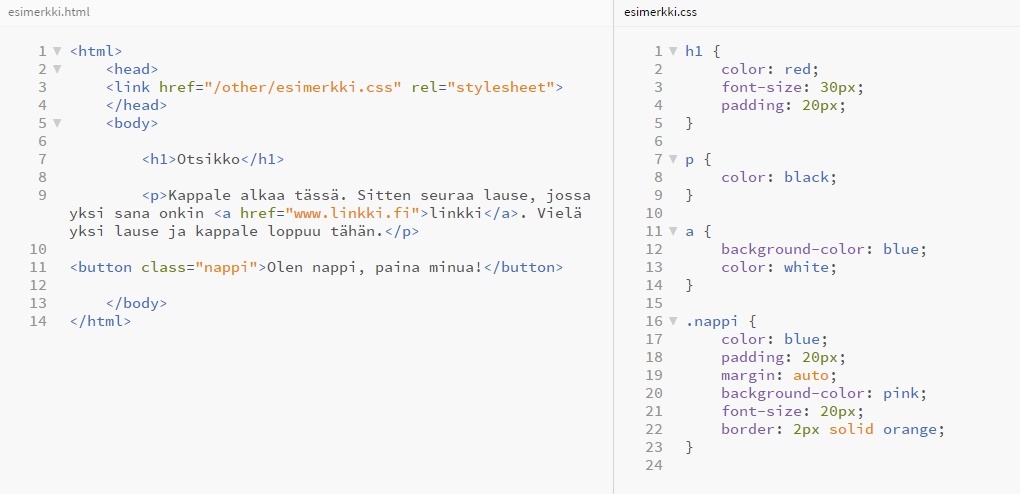 esimerkki.html
1 <html>
2 <head>
3 <link href="/other/esimerkki.css" rel="stylesheet">
4 </head>
5 <body>
6
7 <h1>Otsikko</h1>
8
9 <p>Kappale alkaa tässä. Sitten seuraa lause, jossa
yksi sana onkin <a href="www.linkki.fi">linkki</a>. Vielä
yksi lause ja kappale loppuu tähän.</p>
10
11 <button class="nappi">Olen nappi, paina minua!</button>
12
13 </body>
14 </html>
esimerkki.css
1 h1 {
2 color: red;
3 font-size: 30px;
4 padding: 20px;
5 }
6
7 p {
8 color: black;
9 }
10
11 a {
12 background-color: blue;
13 color: white;
14 }
15
16 .nappi {
17 color: blue;
18 padding: 20px;
19 margin: auto;
20 background-color: pink;
21 font-size: 20px;
22 border: 2px solid orange;
23 }
24